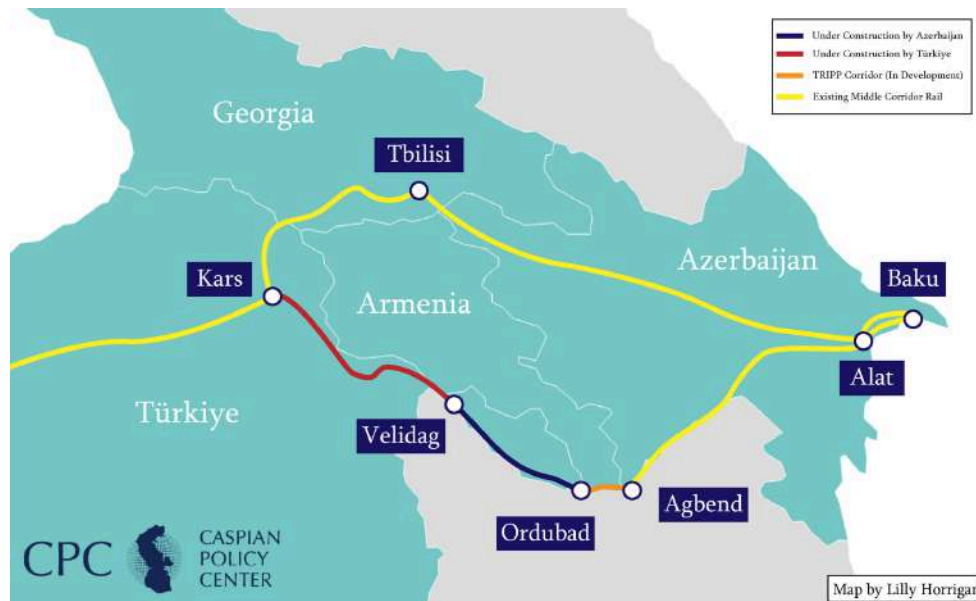 Under Construction by Azerbaijan
Under Construction by Türkiye
TRIPP Corridor (In Development)
Existing Middle Corridor Rail
Georgia
Tbilisi
Azerbaijan
Kars
Baku
Armenia
Alat
Türkiye
Velidag
Ordubad
Agbend
CPC
CASPIAN
POLICY
CENTER
Map by Lilly Horrigan